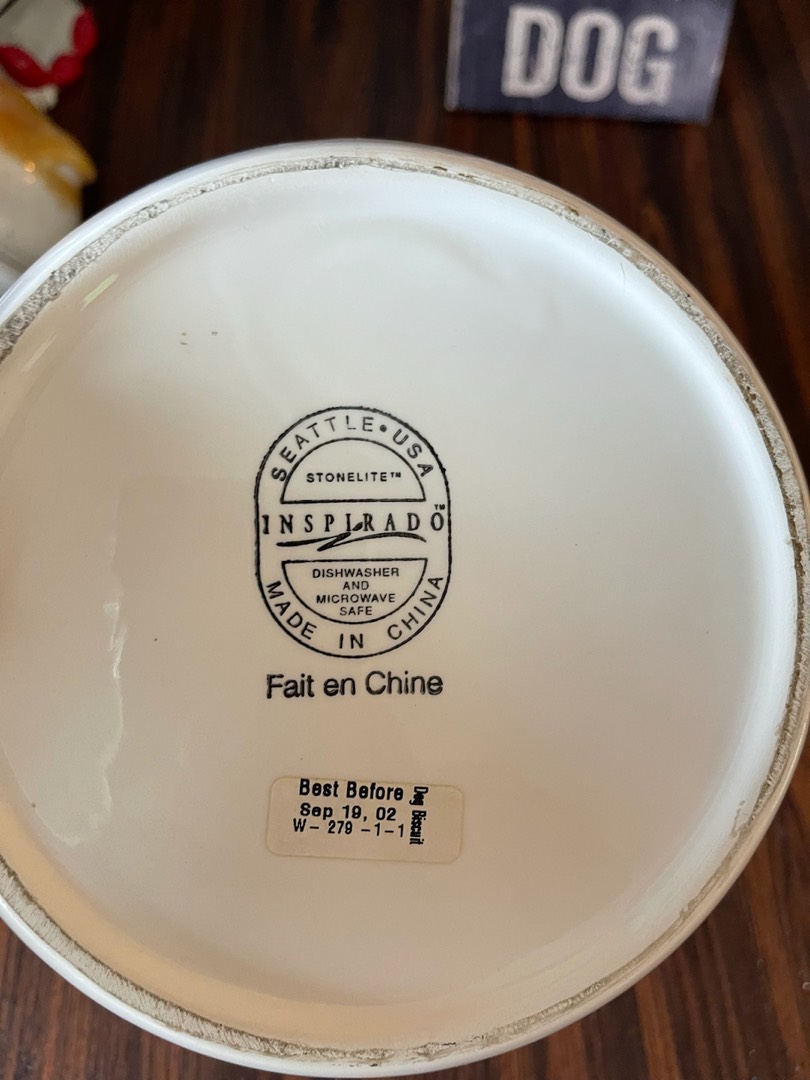 DOG
SEATTLE • USA
STONELITE™
INSPIRADO™
DISHWASHER
AND
MICROWAVE
SAFE
MADE IN CHINA
Fait en Chine
Best Before
Sep 19, 02
W- 279 -1-1
Dog Biscuit